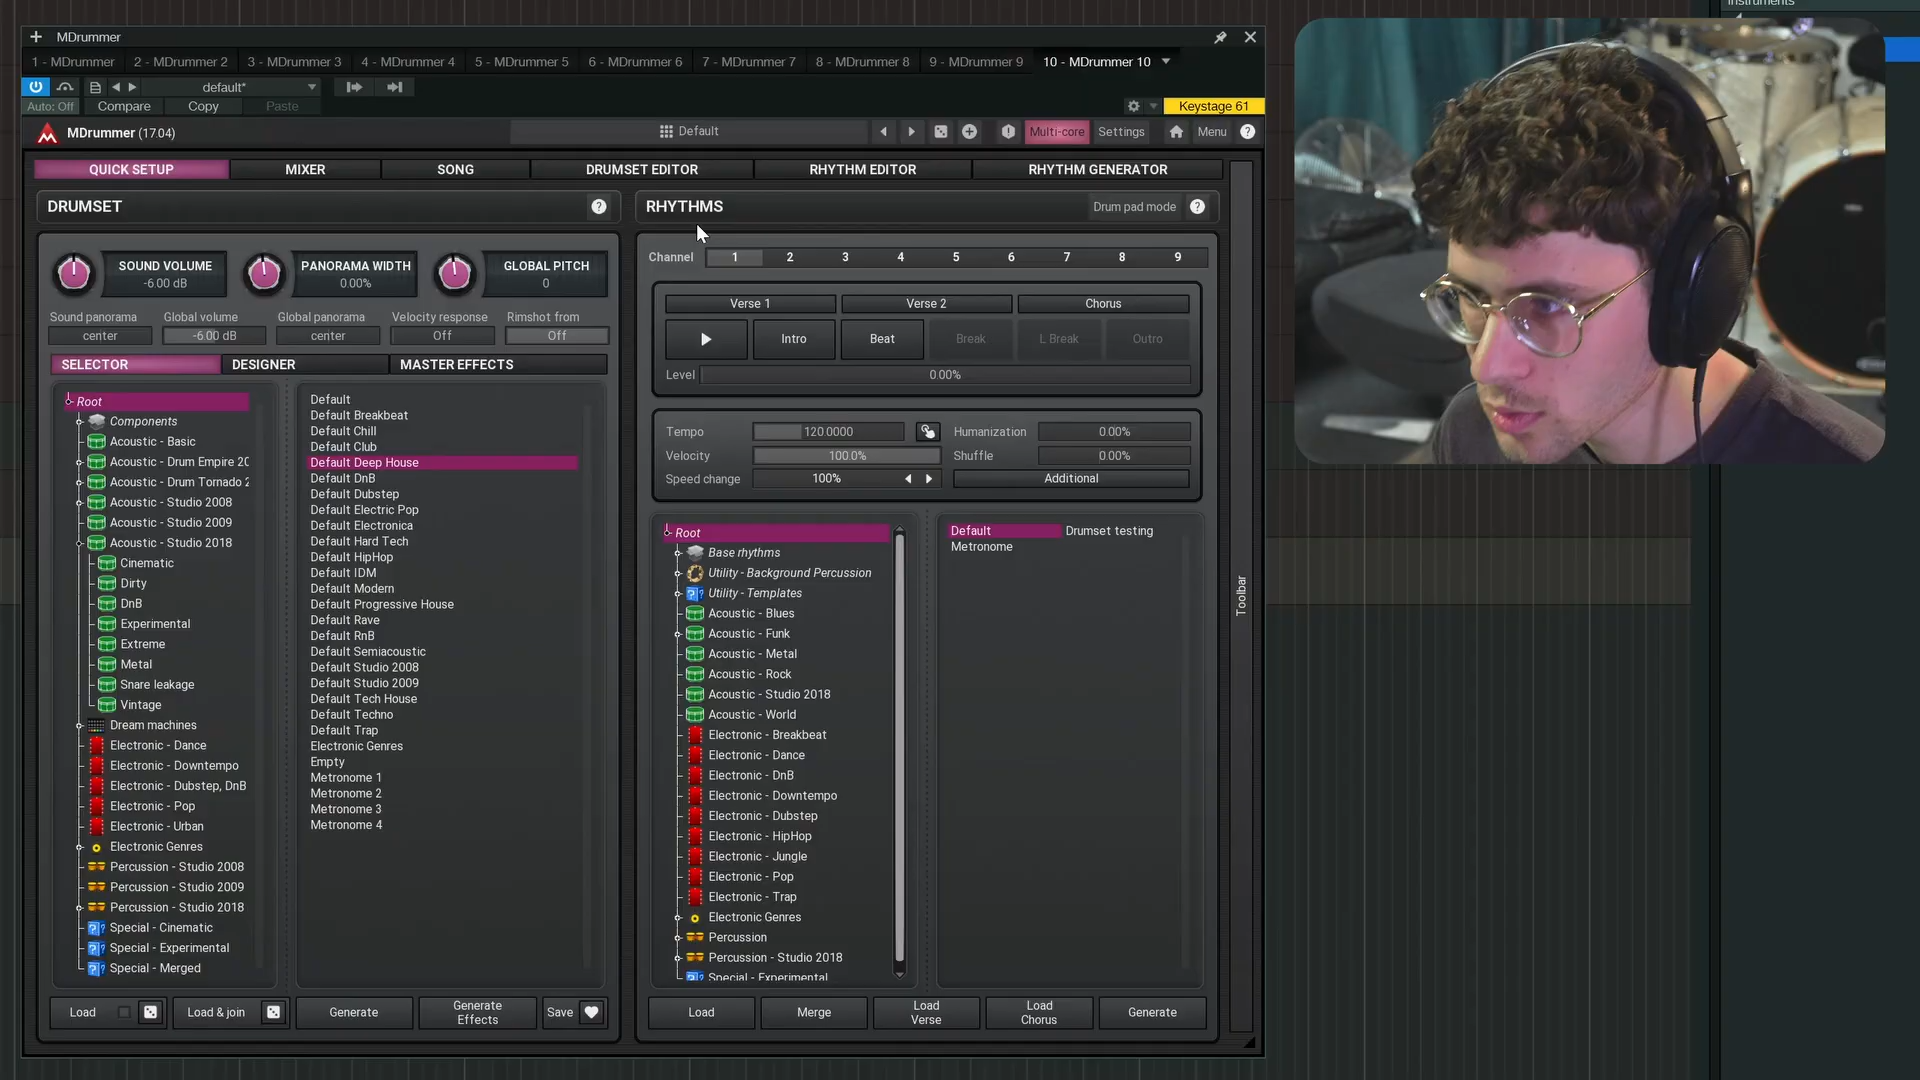 Instruments
MDrummer
1 - MDrummer 2 - MDrummer 2 3 - MDrummer 3 4 - MDrummer 4 5 - MDrummer 5 6 - MDrummer 6 7 - MDrummer 7 8 - MDrummer 8 9 - MDrummer 9 10 - MDrummer 10
default*
Auto: Off Compare Copy Paste Keystage 61
MDrummer (17.04) Default Multi-core Settings Menu ?
QUICK SETUP MIXER SONG DRUMSET EDITOR RHYTHM EDITOR RHYTHM GENERATOR
DRUMSET ?
SOUND VOLUME
-6.00 dB
PANORAMA WIDTH
0.00%
GLOBAL PITCH
0
Sound panorama Global volume Global panorama Velocity response Rimshot from
center -6.00 dB center Off Off
SELECTOR DESIGNER MASTER EFFECTS
Root
Components
Acoustic - Basic
Acoustic - Drum Empire 20
Acoustic - Drum Tornado 2
Acoustic - Studio 2008
Acoustic - Studio 2009
Acoustic - Studio 2018
Cinematic
Dirty
DnB
Experimental
Extreme
Metal
Snare leakage
Vintage
Dream machines
Electronic - Dance
Electronic - Downtempo
Electronic - Dubstep, DnB
Electronic - Pop
Electronic - Urban
Electronic Genres
Percussion - Studio 2008
Percussion - Studio 2009
Percussion - Studio 2018
Special - Cinematic
Special - Experimental
Special - Merged
Default
Default Breakbeat
Default Chill
Default Club
Default Deep House
Default DnB
Default Dubstep
Default Electric Pop
Default Electronica
Default Hard Tech
Default HipHop
Default IDM
Default Modern
Default Progressive House
Default Rave
Default RnB
Default Semiacoustic
Default Studio 2008
Default Studio 2009
Default Tech House
Default Techno
Default Trap
Electronic Genres
Empty
Metronome 1
Metronome 2
Metronome 3
Metronome 4
Load Load & join Generate Generate Effects Save
RHYTHMS Drum pad mode ?
Channel 1 2 3 4 5 6 7 8 9
Verse 1 Verse 2 Chorus
Intro Beat Break L Break Outro
Level 0.00%
Tempo 120.0000 Humanization 0.00%
Velocity 100.0% Shuffle 0.00%
Speed change 100% Additional
Root
Base rhythms
Utility - Background Percussion
Utility - Templates
Acoustic - Blues
Acoustic - Funk
Acoustic - Metal
Acoustic - Rock
Acoustic - Studio 2018
Acoustic - World
Electronic - Breakbeat
Electronic - Dance
Electronic - DnB
Electronic - Downtempo
Electronic - Dubstep
Electronic - HipHop
Electronic - Jungle
Electronic - Pop
Electronic - Trap
Electronic Genres
Percussion
Percussion - Studio 2018
Special - Experimental
Default Drumset testing
Metronome
Load Merge Load Verse Load Chorus Generate
Toolbar